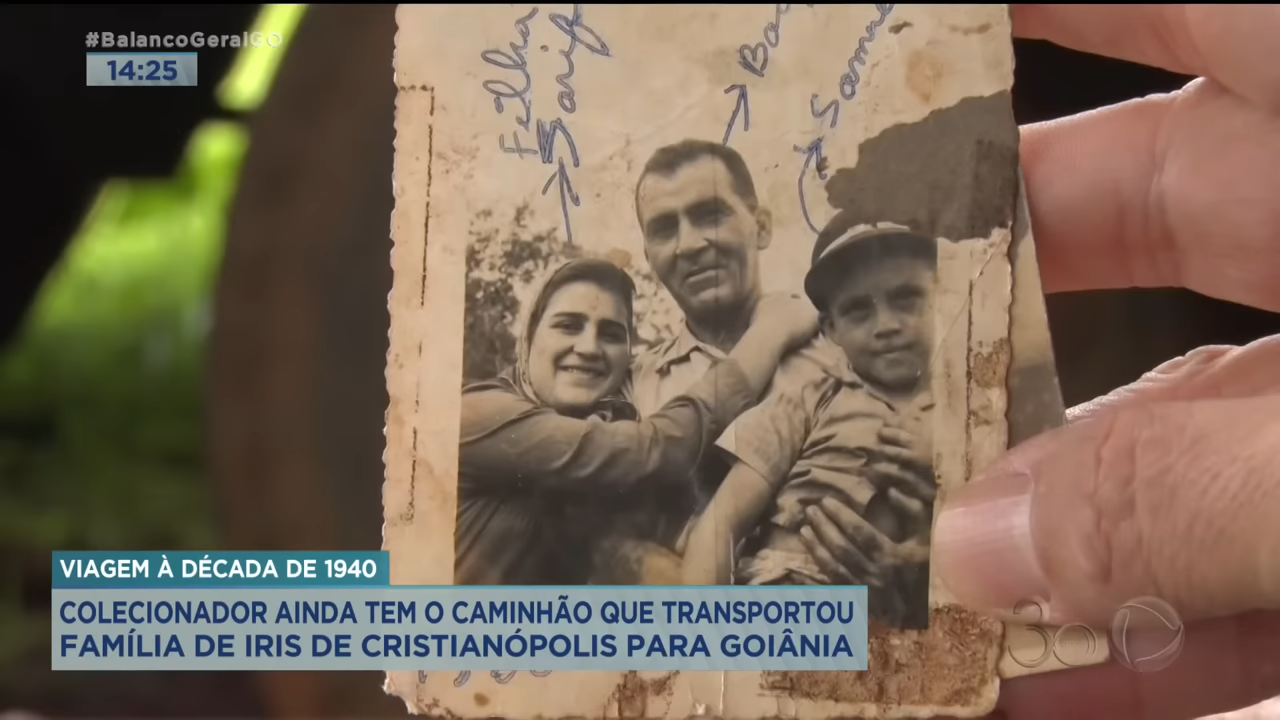 #BalancoGeralGO
14:25
Filha
VIAGEM À DÉCADA DE 1940
COLECIONADOR AINDA TEM O CAMINHÃO QUE TRANSPORTOU
FAMÍLIA DE IRIS DE CRISTIANÓPOLIS PARA GOIÂNIA
30